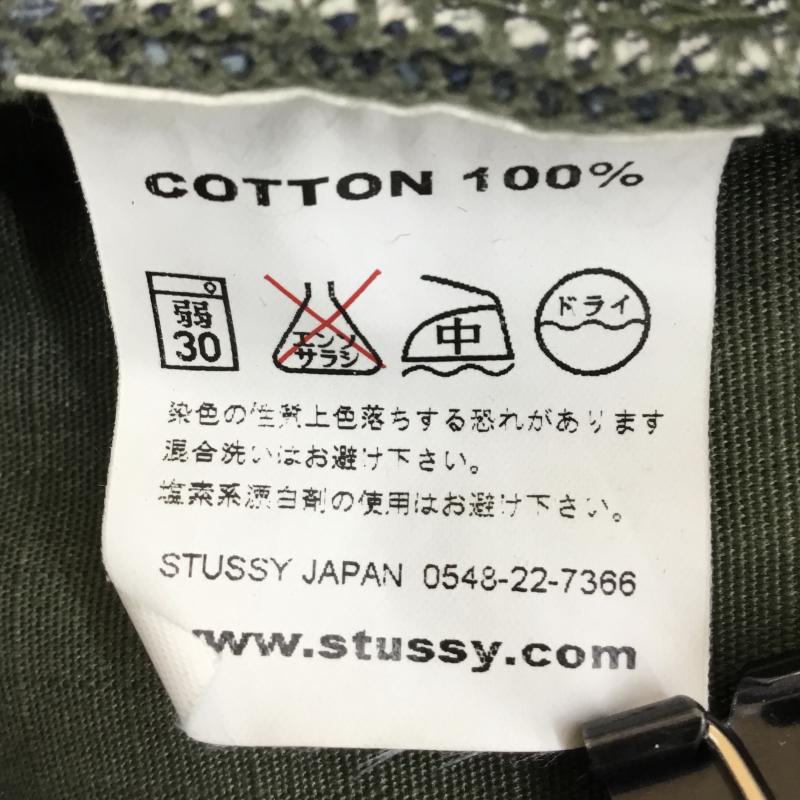 COTTON 100%
弱
30
エンソ
サラシ
中
ドライ
染色の性質上色落ちする恐れがあります
混合洗いはお避け下さい。
塩素系漂白剤の使用はお避け下さい。
STUSSY JAPAN 0548-22-7366
www.stussy.com